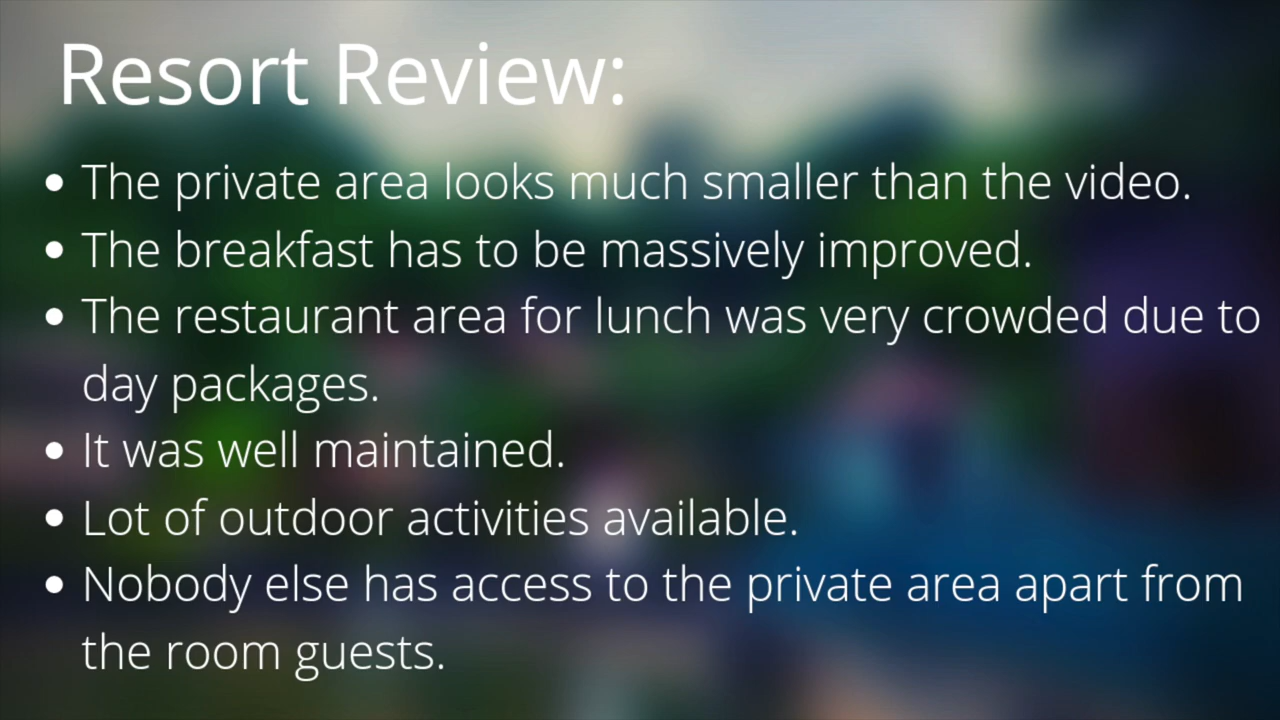 Resort Review:
• The private area looks much smaller than the video.
• The breakfast has to be massively improved.
• The restaurant area for lunch was very crowded due to
day packages.
• It was well maintained.
• Lot of outdoor activities available.
• Nobody else has access to the private area apart from
the room guests.